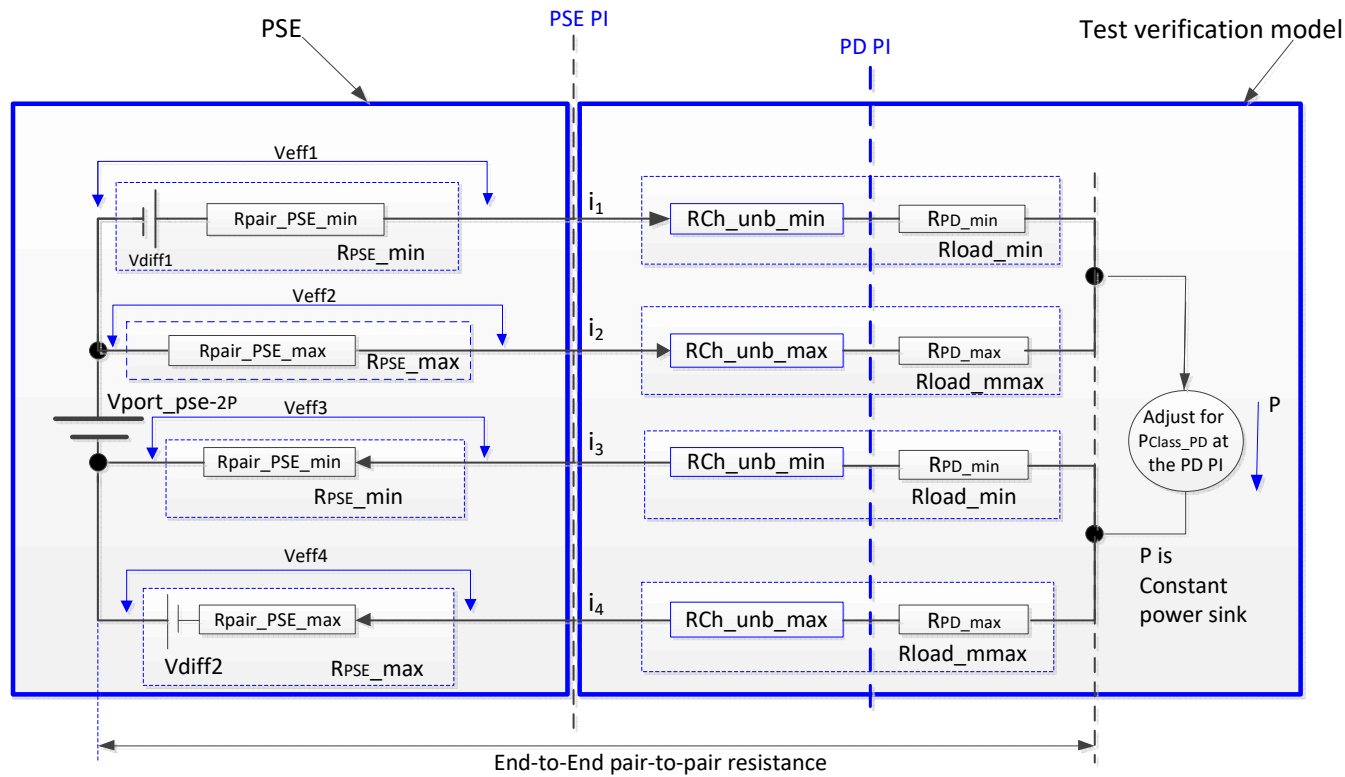 PSE
PSE PI
PD PI
Test verification model
Veff1
Vdiff1
Rpair_PSE_min
RPSE_min
i1
RCh_unb_min
RPD_min
Rload_min
Veff2
Rpair_PSE_max
RPSE_max
i2
RCh_unb_max
RPD_max
Rload_mmax
Vport_pse-2P
Veff3
Rpair_PSE_min
RPSE_min
i3
RCh_unb_min
RPD_min
Rload_min
Adjust for
PClass_PD at
the PD PI
P
Veff4
Vdiff2
Rpair_PSE_max
RPSE_max
i4
RCh_unb_max
RPD_max
Rload_mmax
P is
Constant
power sink
End-to-End pair-to-pair resistance